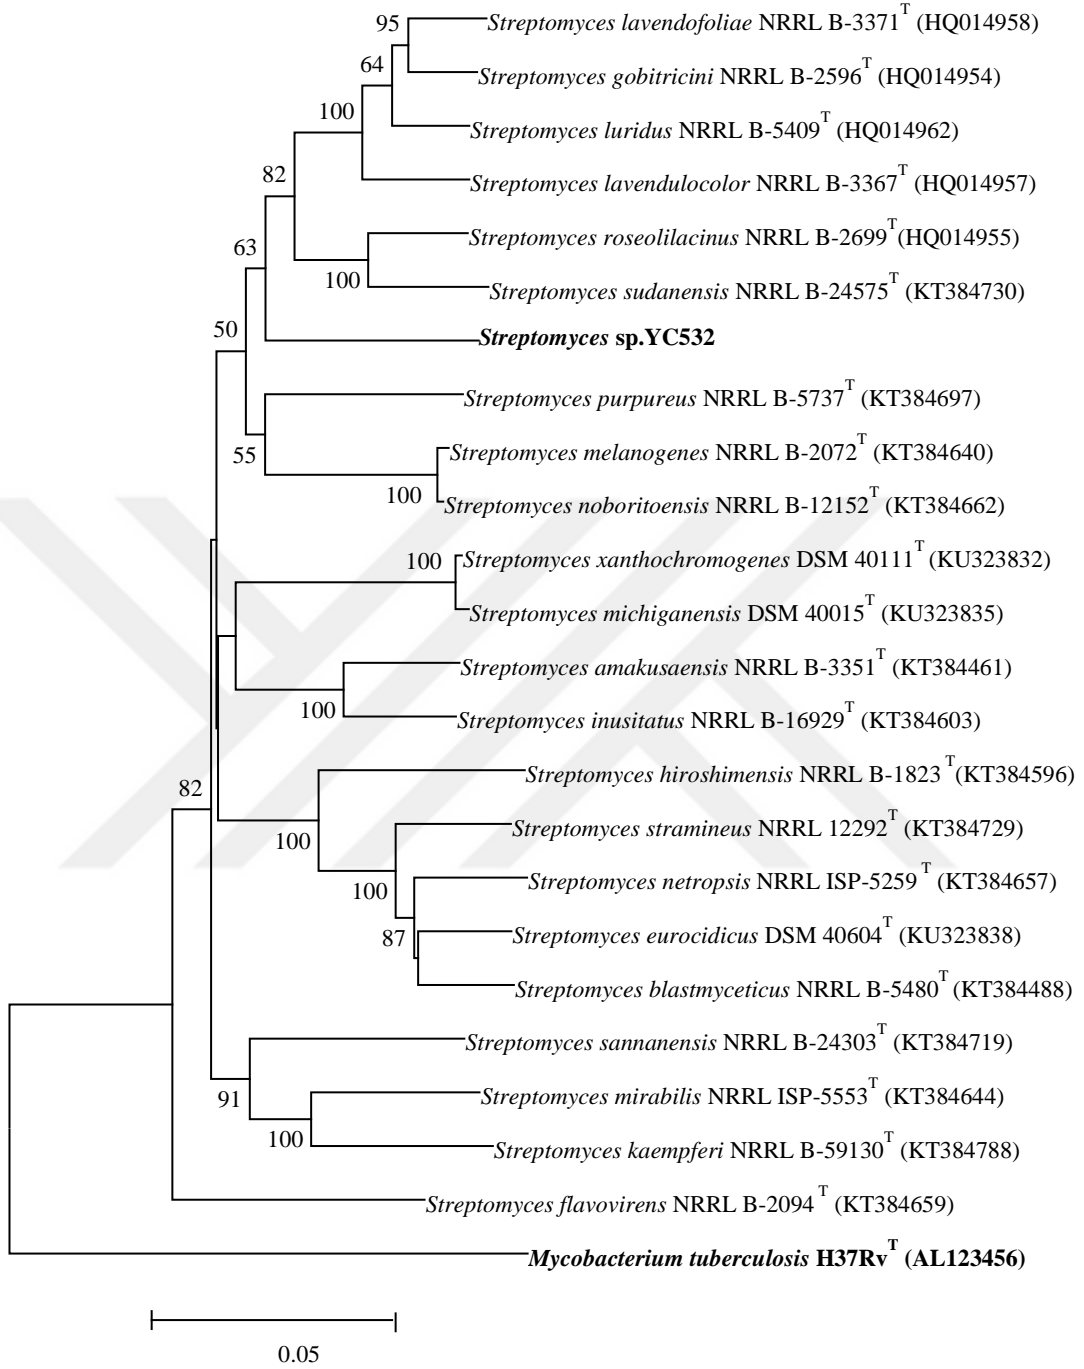 95
Streptomyces lavendofoliae NRRL B-3371T (HQ014958)
64
Streptomyces gobitricini NRRL B-2596T (HQ014954)
100
Streptomyces luridus NRRL B-5409T (HQ014962)
82
Streptomyces lavendulocolor NRRL B-3367T (HQ014957)
63
Streptomyces roseolilacinus NRRL B-2699T(HQ014955)
100
Streptomyces sudanensis NRRL B-24575T (KT384730)
50
Streptomyces sp.YC532
Streptomyces purpureus NRRL B-5737T (KT384697)
55
Streptomyces melanogenes NRRL B-2072T (KT384640)
100
Streptomyces noboritoensis NRRL B-12152T (KT384662)
100
Streptomyces xanthochromogenes DSM 40111T (KU323832)
Streptomyces michiganensis DSM 40015T (KU323835)
Streptomyces amakusaensis NRRL B-3351T (KT384461)
100
Streptomyces inusitatus NRRL B-16929T (KT384603)
82
Streptomyces hiroshimensis NRRL B-1823 T(KT384596)
100
Streptomyces stramineus NRRL 12292T (KT384729)
100
Streptomyces netropsis NRRL ISP-5259 T (KT384657)
87
Streptomyces eurocidicus DSM 40604T (KU323838)
Streptomyces blastmyceticus NRRL B-5480T (KT384488)
Streptomyces sannanensis NRRL B-24303T (KT384719)
91
Streptomyces mirabilis NRRL ISP-5553T (KT384644)
100
Streptomyces kaempferi NRRL B-59130T (KT384788)
Streptomyces flavovirens NRRL B-2094 T (KT384659)
Mycobacterium tuberculosis H37RvT (AL123456)
0.05